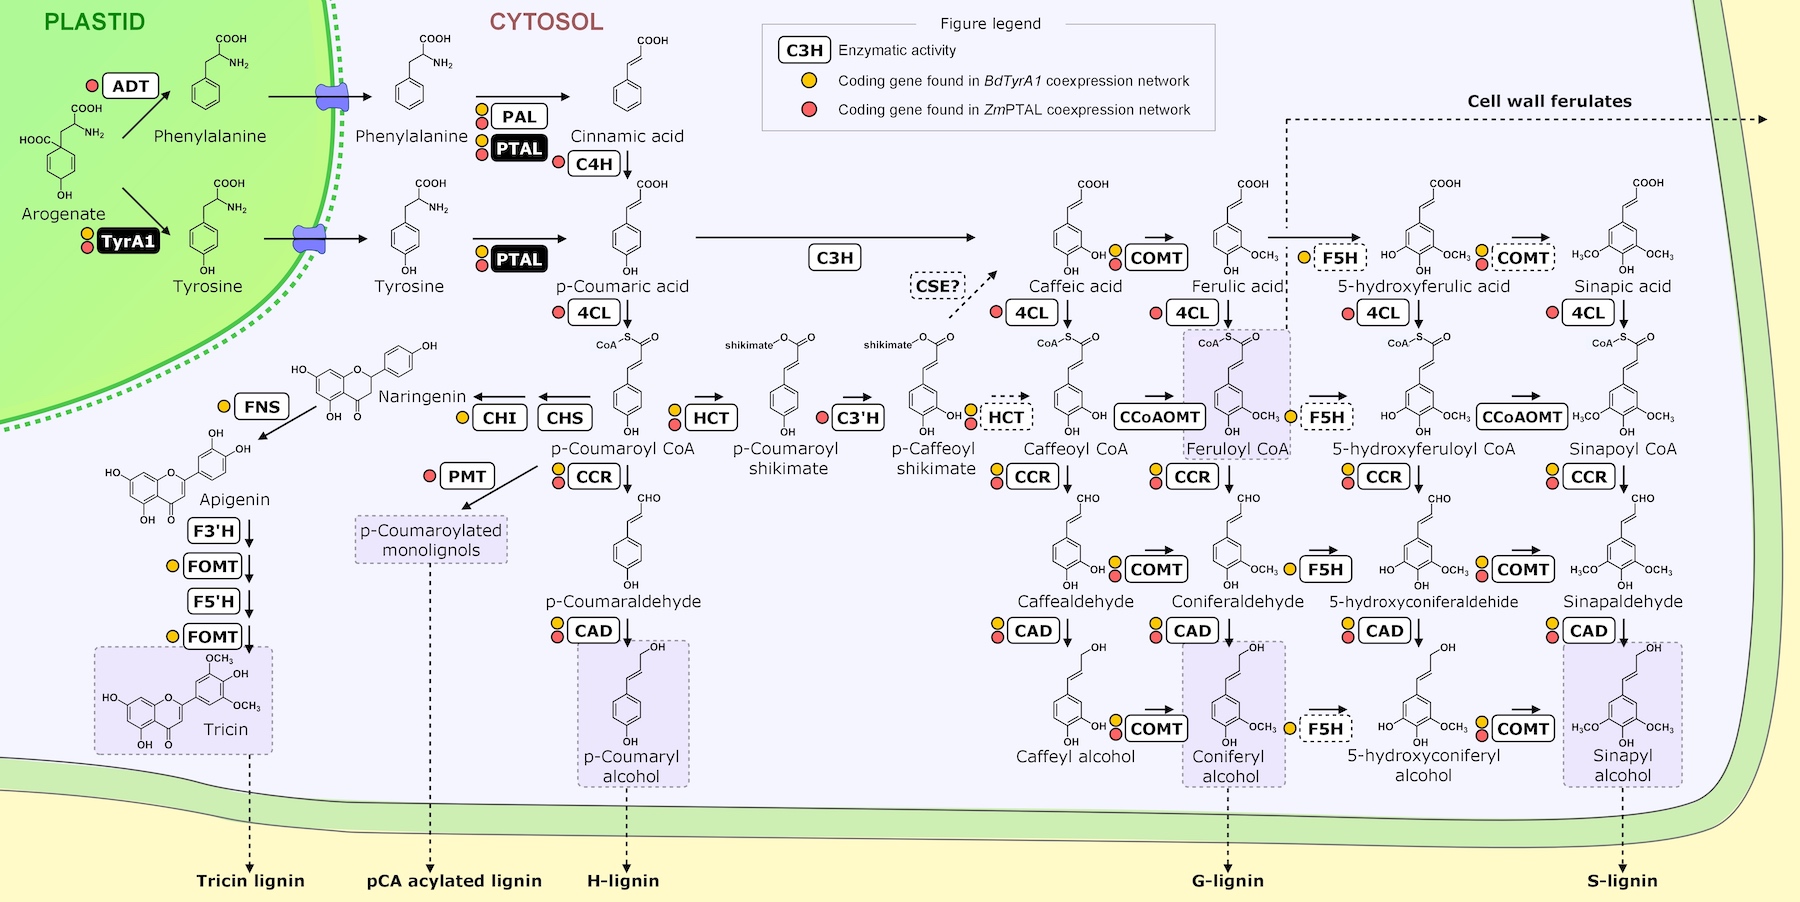 PLASTID
CYTOSOL
Figure legend
C3H Enzymatic activity
Coding gene found in BdTyrA1 coexpression network
Coding gene found in ZmPTAL coexpression network
Cell wall ferulates
COOH
NH₂
COOH
NH₂
COOH
ADT
COOH
NH₂
HOOC
OH
Phenylalanine
Phenylalanine
PAL
PTAL
Cinnamic acid
C4H
Arogenate
TyrA1
COOH
NH₂
OH
Tyrosine
COOH
NH₂
OH
Tyrosine
PTAL
COOH
OH
p-Coumaric acid
C3H
CSE?
COOH
OH
OH
Caffeic acid
COMT
COOH
OCH₃
OH
Ferulic acid
F5H
COOH
HO
OCH₃
OH
5-hydroxyferulic acid
COMT
COOH
H₃CO
OCH₃
OH
Sinapic acid
4CL
4CL
4CL
4CL
4CL
HO
O
OH
OH
O
Naringenin
CHI
CHS
CoA
S
O
OH
p-Coumaroyl CoA
HCT
shikimate
O
O
OH
p-Coumaroyl
shikimate
C3'H
shikimate
O
O
OH
OH
p-Caffeoyl
shikimate
HCT
CoA
S
O
OH
OH
Caffeoyl CoA
CCoAOMT
CoA
S
O
OCH₃
OH
Feruloyl CoA
F5H
CoA
S
O
HO
OCH₃
OH
5-hydroxyferuloyl CoA
CCoAOMT
CoA
S
O
H₃CO
OCH₃
OH
Sinapoyl CoA
FNS
OH
OH
HO
O
OH
O
Apigenin
PMT
CCR
CCR
CCR
CCR
CCR
p-Coumaroylated
monolignols
F3'H
FOMT
F5'H
FOMT
CHO
OH
p-Coumaraldehyde
CHO
OH
OH
Caffealdehyde
COMT
CHO
OCH₃
OH
Coniferaldehyde
F5H
CHO
HO
OCH₃
OH
5-hydroxyconiferaldehide
COMT
CHO
H₃CO
OCH₃
OH
Sinapaldehyde
CAD
CAD
CAD
CAD
CAD
OCH₃
OH
OCH₃
HO
O
OH
O
Tricin
OH
OH
p-Coumaryl
alcohol
OH
OH
OH
Caffeyl alcohol
COMT
OH
OCH₃
OH
Coniferyl
alcohol
F5H
OH
HO
OCH₃
OH
5-hydroxyconiferyl
alcohol
COMT
OH
H₃CO
OCH₃
OH
Sinapyl
alcohol
Tricin lignin
pCA acylated lignin
H-lignin
G-lignin
S-lignin